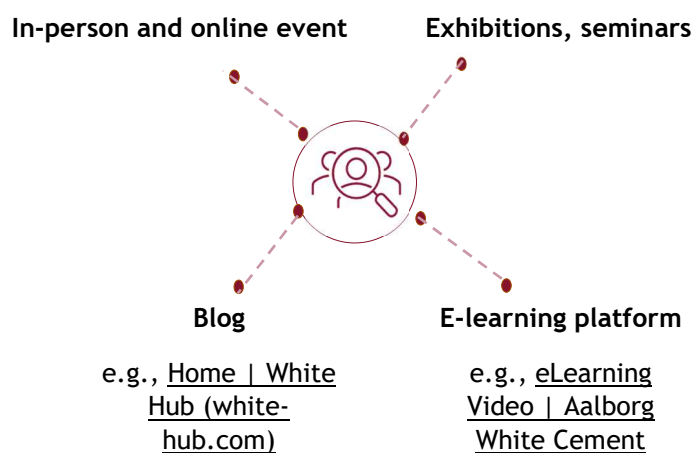 In-person and online event
Exhibitions, seminars
Blog
e.g., Home | White
Hub (white-
hub.com)
E-learning platform
e.g., eLearning
Video | Aalborg
White Cement